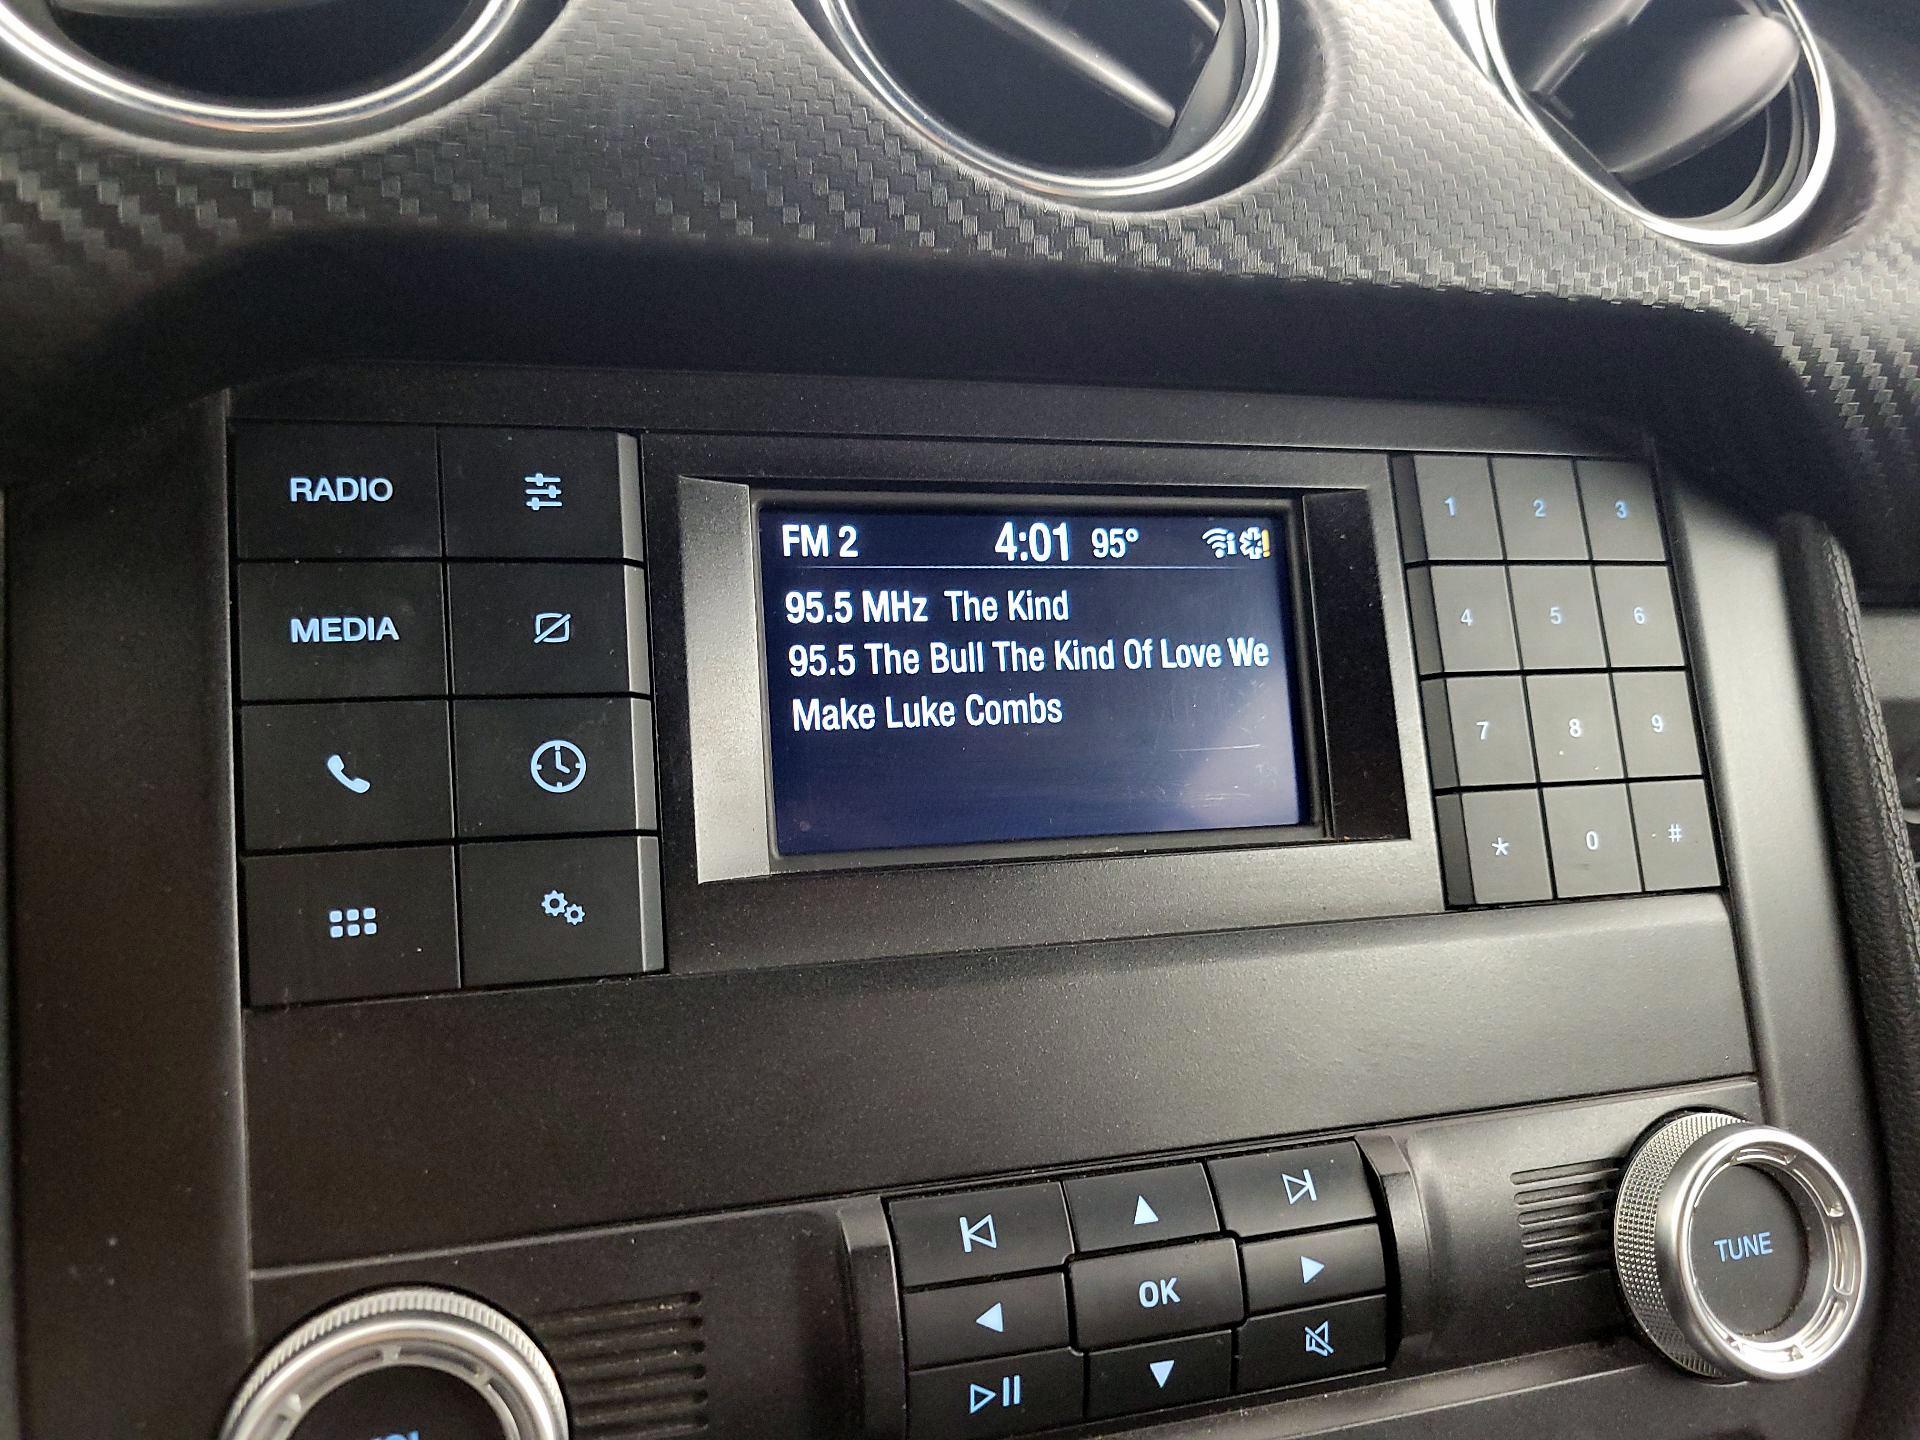 RADIO
MEDIA
FM 2 4:01 95°
95.5 MHz The Kind
95.5 The Bull The Kind Of Love We
Make Luke Combs
1 2 3
4 5 6
7 8 9
* 0 #
OK
TUNE